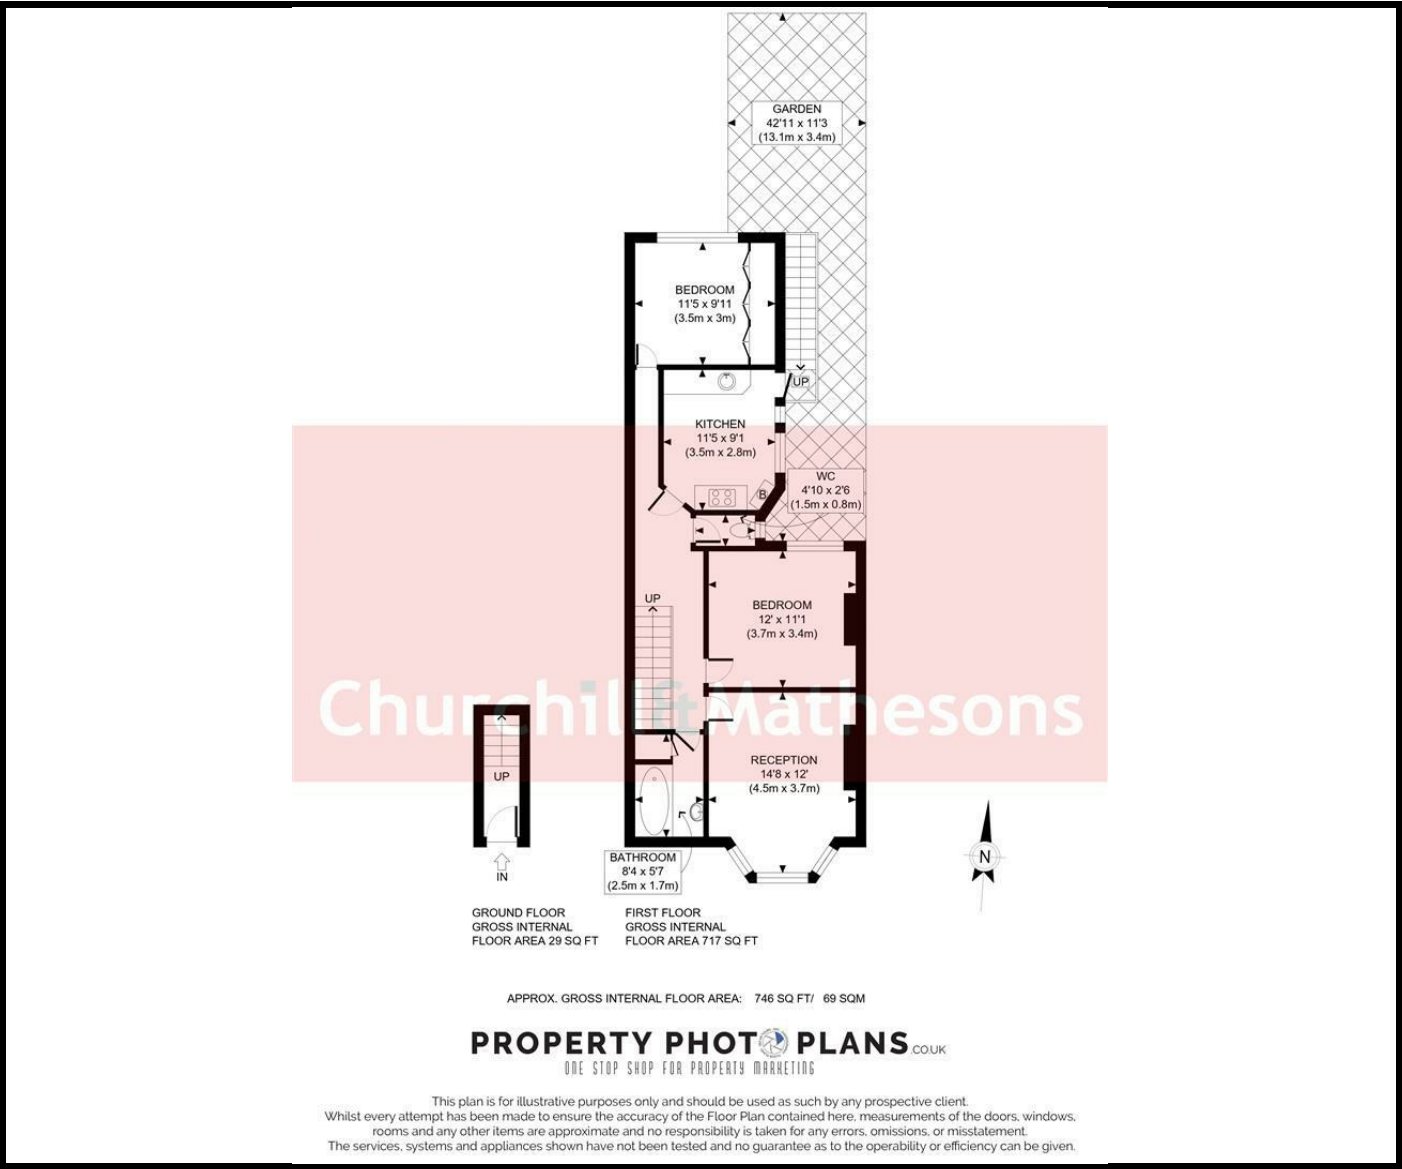 GARDEN
42'11 x 11'3
(13.1m x 3.4m)
BEDROOM
11'5 x 9'11
(3.5m x 3m)
UP
KITCHEN
11'5 x 9'1
(3.5m x 2.8m)
WC
4'10 x 2'6
(1.5m x 0.8m)
B
UP
BEDROOM
12' x 11'1
(3.7m x 3.4m)
Churchill ft Mathesons
UP
RECEPTION
14'8 x 12'
(4.5m x 3.7m)
IN
BATHROOM
8'4 x 5'7
(2.5m x 1.7m)
N
GROUND FLOOR
GROSS INTERNAL
FLOOR AREA 29 SQ FT
FIRST FLOOR
GROSS INTERNAL
FLOOR AREA 717 SQ FT
APPROX. GROSS INTERNAL FLOOR AREA: 746 SQ FT/ 69 SQM
PROPERTY PHOTO PLANS.CO.UK
ONE STOP SHOP FOR PROPERTY MARKETING
This plan is for illustrative purposes only and should be used as such by any prospective client.
Whilst every attempt has been made to ensure the accuracy of the Floor Plan contained here, measurements of the doors, windows,
rooms and any other items are approximate and no responsibility is taken for any errors, omissions, or misstatement.
The services, systems and appliances shown have not been tested and no guarantee as to the operability or efficiency can be given.